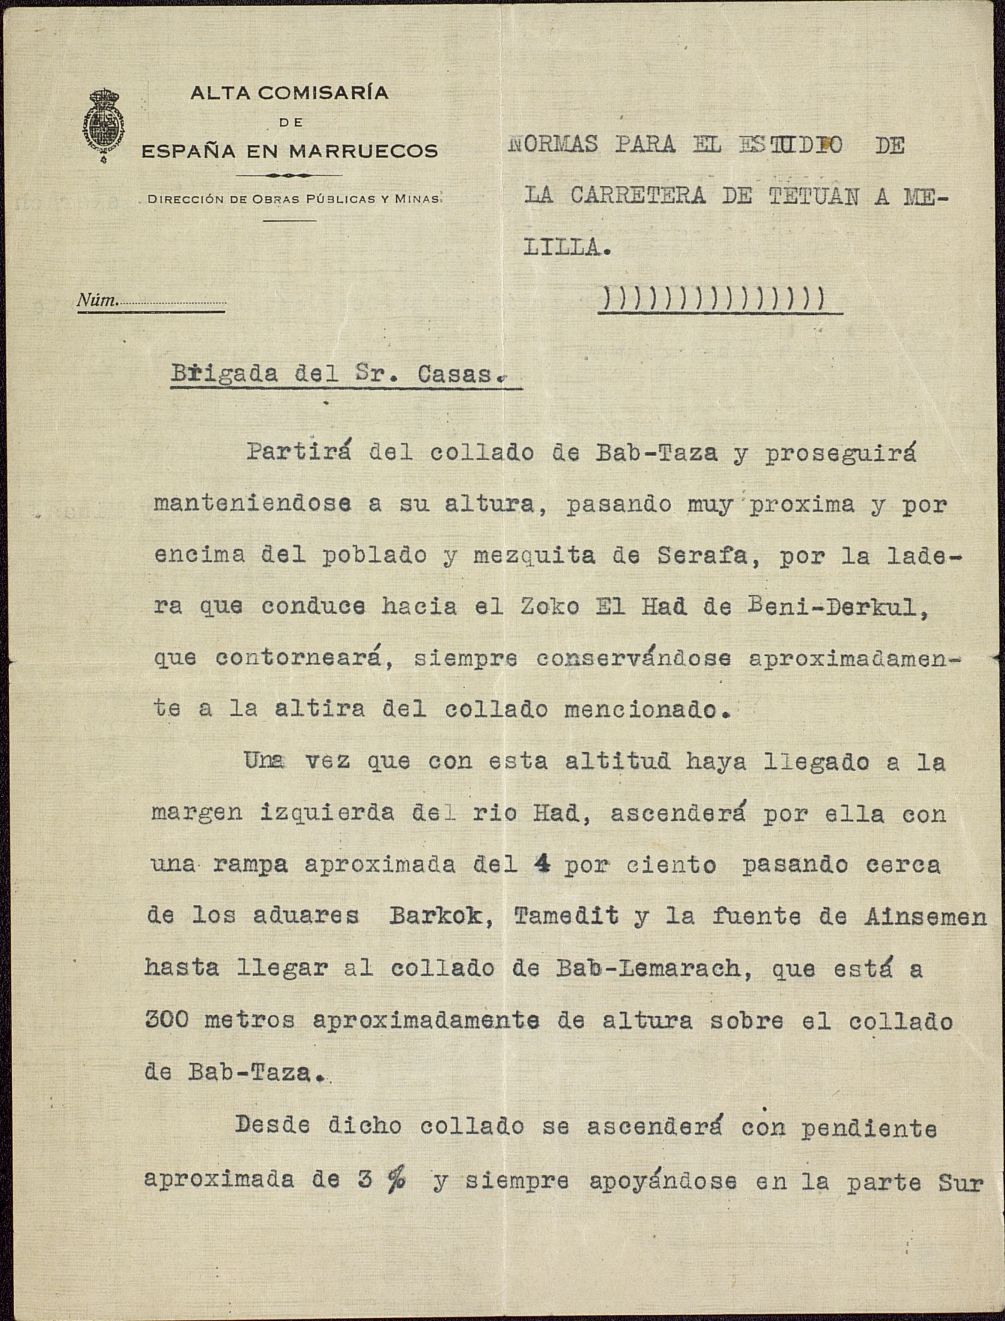 ALTA COMISARÍA
DE
ESPAÑA EN MARRUECOS
DIRECCIÓN DE OBRAS PÚBLICAS Y MINAS
Núm.
NORMAS PARA EL ESTUDIO DE
LA CARRETERA DE TETUAN A ME-
LILLA.
)))))))))))))))
Brigada del Sr. Casas.
Partirá del collado de Bab-Taza y proseguirá
manteniendose a su altura, pasando muy proxima y por
encima del poblado y mezquita de Serafa, por la lade-
ra que conduce hacia el Zoko El Had de Beni-Derkul,
que contorneará, siempre conservándose aproximadamen-
te a la altira del collado mencionado.
Una vez que con esta altitud haya llegado a la
margen izquierda del rio Had, ascenderá por ella con
una rampa aproximada del 4 por ciento pasando cerca
de los aduares Barkok, Tamedit y la fuente de Ainsemen
hasta llegar al collado de Bab-Lemarach, que está a
300 metros aproximadamente de altura sobre el collado
de Bab-Taza.
Desde dicho collado se ascenderá con pendiente
aproximada de 3 % y siempre apoyándose en la parte Sur